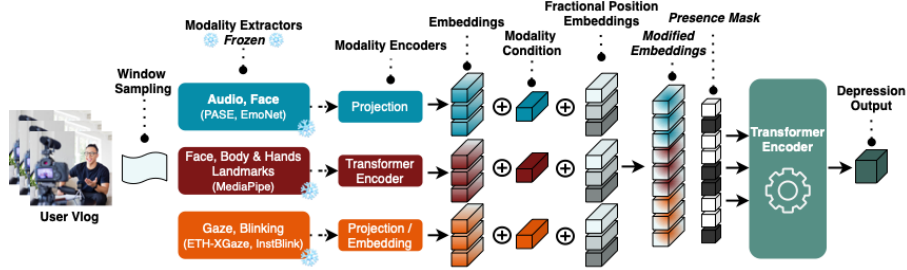 Modality Extractors
Frozen
Window
Sampling
Modality Encoders
Embeddings
Modality
Condition
Fractional Position
Embeddings
Modified
Embeddings
Presence Mask
Audio, Face
(PASE, EmoNet)
Projection
Face, Body & Hands
Landmarks
(MediaPipe)
Transformer
Encoder
Gaze, Blinking
(ETH-XGaze, InstBlink)
Projection /
Embedding
Transformer
Encoder
Depression
Output
User Vlog